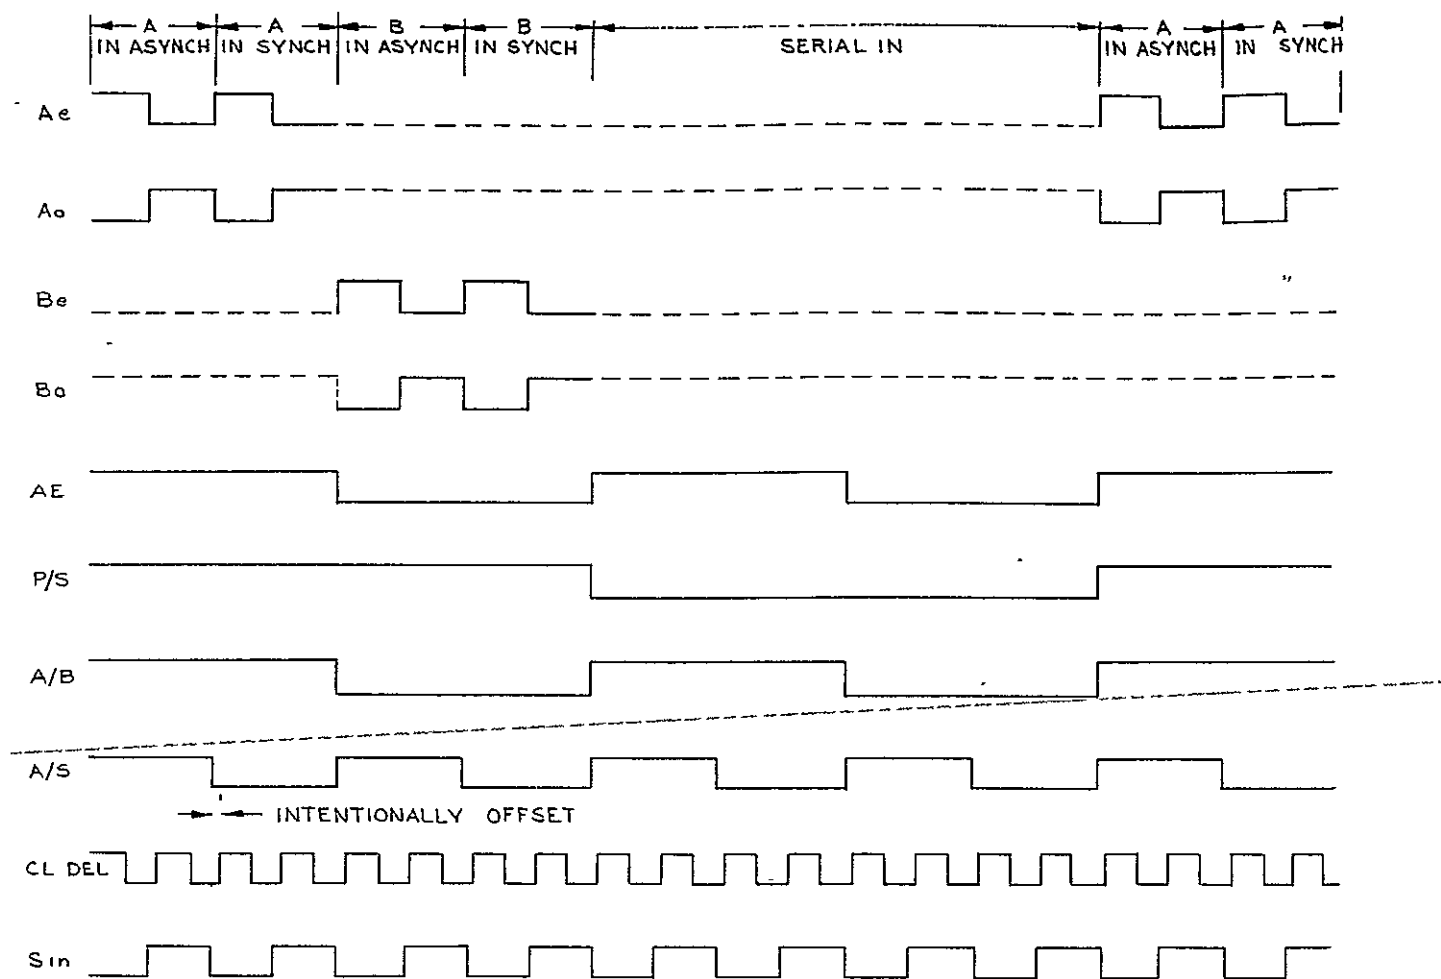 A A B B A A
IN ASYNCH IN SYNCH IN ASYNCH IN SYNCH SERIAL IN IN ASYNCH IN SYNCH
Ae
Ao
Be
Bo
AE
P/S
A/B
A/S
INTENTIONALLY OFFSET
CL DEL
Sin